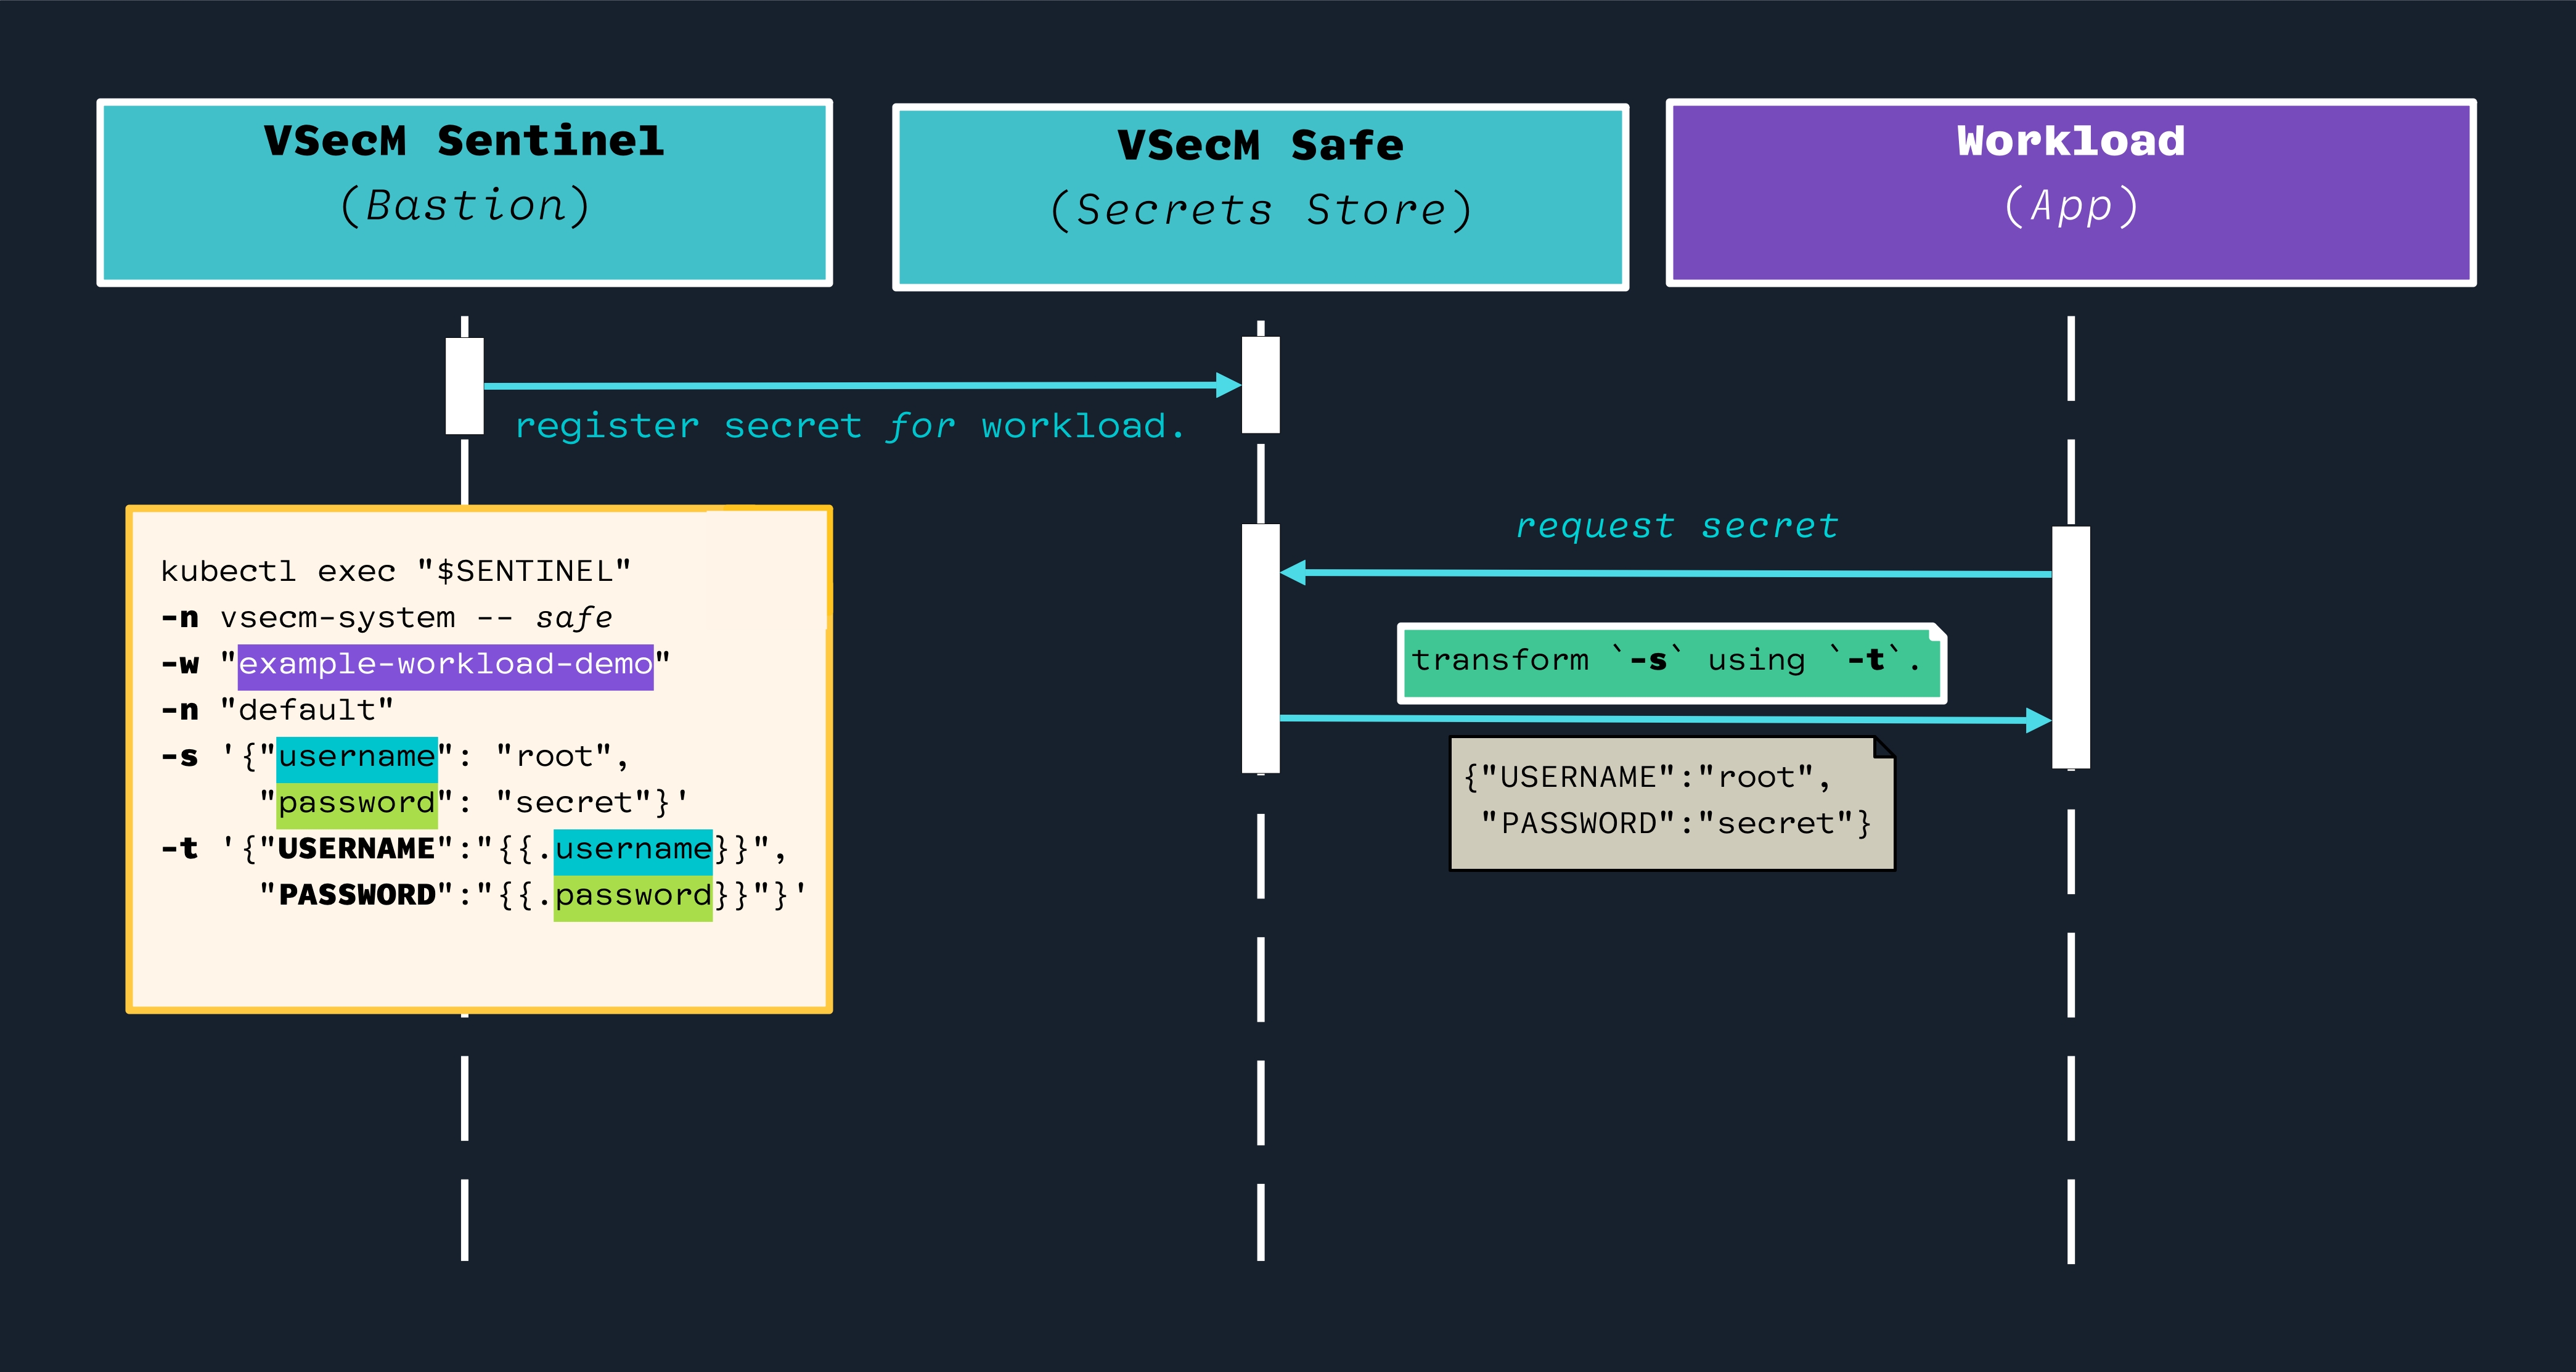 VSecM Sentinel
(Bastion)
VSecM Safe
(Secrets Store)
Workload
(App)
register secret for workload.
kubectl exec "$SENTINEL"
-n vsecm-system -- safe
-w "example-workload-demo"
-n "default"
-s '{"username": "root",
"password": "secret"}'
-t '{"USERNAME":"{{.username}}",
"PASSWORD":"{{.password}}"}'
request secret
transform `-s` using `-t`.
{"USERNAME":"root",
"PASSWORD":"secret"}